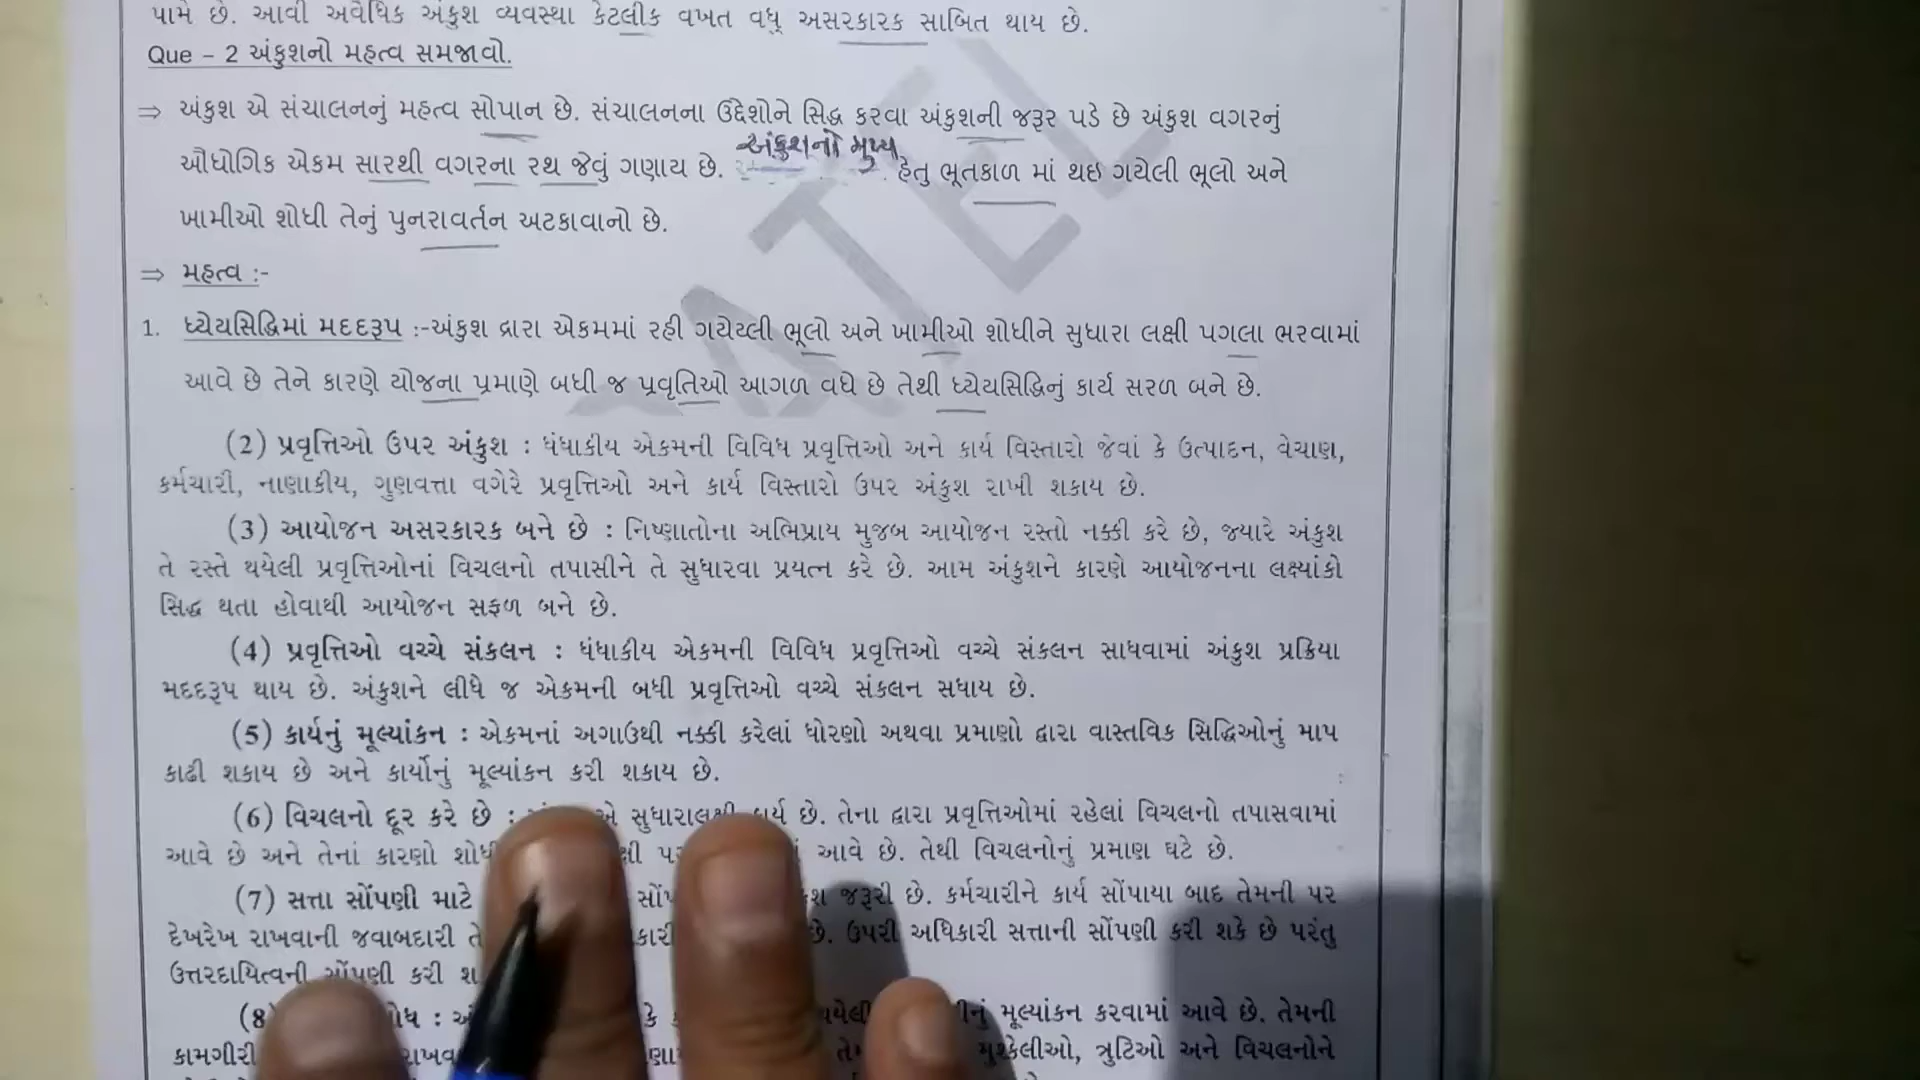 પામે છે. આવી અવૈધિક અંકુશ વ્યવસ્થા કેટલીક વખત વધ્ અસરકારક સાબિત થાય છે.
Que – 2 અંકુશનો મહત્વ સમજાવો.
⇒ અંકુશ એ સંચાલનનું મહત્વ સોપાન છે. સંચાલનના ઉદ્દેશોને સિદ્ધ કરવા અંકુશની જરૂર પડે છે અંકુશ વગરનું
ઔધોગિક એકમ સારથી વગરના રથ જેવું ગણાય છે. અંકુશનો મુખ્ય હેતુ ભૂતકાળ માં થઇ ગયેલી ભૂલો અને
ખામીઓ શોધી તેનું પુનરાવર્તન અટકાવાનો છે.
⇒ મહત્વ :-
1. ધ્યેયસિદ્ધિમાં મદદરૂપ :-અંકુશ દ્રારા એકમમાં રહી ગયેટ્લી ભૂલો અને ખામીઓ શોધીને સુધારા લક્ષી પગલા ભરવામાં
આવે છે તેને કારણે યોજના પ્રમાણે બધી જ પ્રવૃતિઓ આગળ વધે છે તેથી ધ્યેયસિદ્ધિનું કાર્ય સરળ બને છે.
(2) પ્રવૃત્તિઓ ઉપર અંકુશ : ધંધાકીય એકમની વિવિધ પ્રવૃત્તિઓ અને કાર્ય વિસ્તારો જેવાં કે ઉત્પાદન, વેચાણ,
કર્મચારી, નાણાકીય, ગુણવત્તા વગેરે પ્રવૃત્તિઓ અને કાર્ય વિસ્તારો ઉપર અંકુશ રાખી શકાય છે.
(3) આયોજન અસરકારક બને છે : નિષ્ણાતોના અભિપ્રાય મુજબ આયોજન રસ્તો નક્કી કરે છે, જ્યારે અંકુશ
તે રસ્તે થયેલી પ્રવૃત્તિઓનાં વિચલનો તપાસીને તે સુધારવા પ્રયત્ન કરે છે. આમ અંકુશને કારણે આયોજનના લક્ષ્યાંકો
સિદ્ધ થતા હોવાથી આયોજન સફળ બને છે.
(4) પ્રવૃત્તિઓ વચ્ચે સંકલન : ધંધાકીય એકમની વિવિધ પ્રવૃત્તિઓ વચ્ચે સંકલન સાધવામાં અંકુશ પ્રક્રિયા
મદદરૂપ થાય છે. અંકુશને લીધે જ એકમની બધી પ્રવૃત્તિઓ વચ્ચે સંકલન સધાય છે.
(5) કાર્યનું મૂલ્યાંકન : એકમનાં અગાઉથી નક્કી કરેલાં ધોરણો અથવા પ્રમાણો દ્વારા વાસ્તવિક સિદ્ધિઓનું માપ
કાઢી શકાય છે અને કાર્યોનું મૂલ્યાંકન કરી શકાય છે.
(6) વિચલનો દૂર કરે છે : એ સુધારાલક્ષી કાર્ય છે. તેના દ્વારા પ્રવૃત્તિઓમાં રહેલાં વિચલનો તપાસવામાં
આવે છે અને તેનાં કારણો શોધી આવે છે. તેથી વિચલનોનું પ્રમાણ ઘટે છે.
(7) સત્તા સોંપણી માટે જરૂરી છે. કર્મચારીને કાર્ય સોંપાયા બાદ તેમની પર
દેખરેખ રાખવાની જવાબદારી છે. ઉપરી અધિકારી સત્તાની સોંપણી કરી શકે છે પરંતુ
ઉત્તરદાયિત્વની સોંપણી કરી
(8 મૂલ્યાંકન કરવામાં આવે છે. તેમની
કામગીરી મુશ્કેલીઓ, ત્રુટિઓ અને વિચલનોને